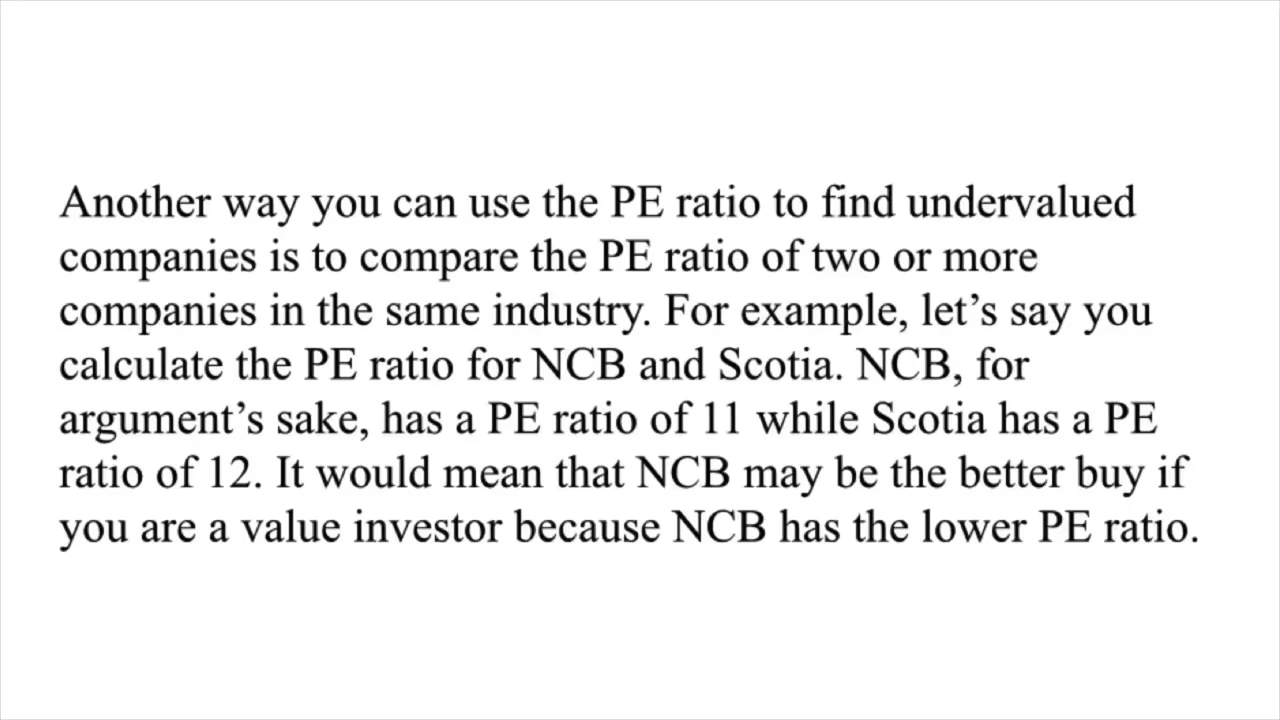 Another way you can use the PE ratio to find undervalued
companies is to compare the PE ratio of two or more
companies in the same industry. For example, let’s say you
calculate the PE ratio for NCB and Scotia. NCB, for
argument’s sake, has a PE ratio of 11 while Scotia has a PE
ratio of 12. It would mean that NCB may be the better buy if
you are a value investor because NCB has the lower PE ratio.